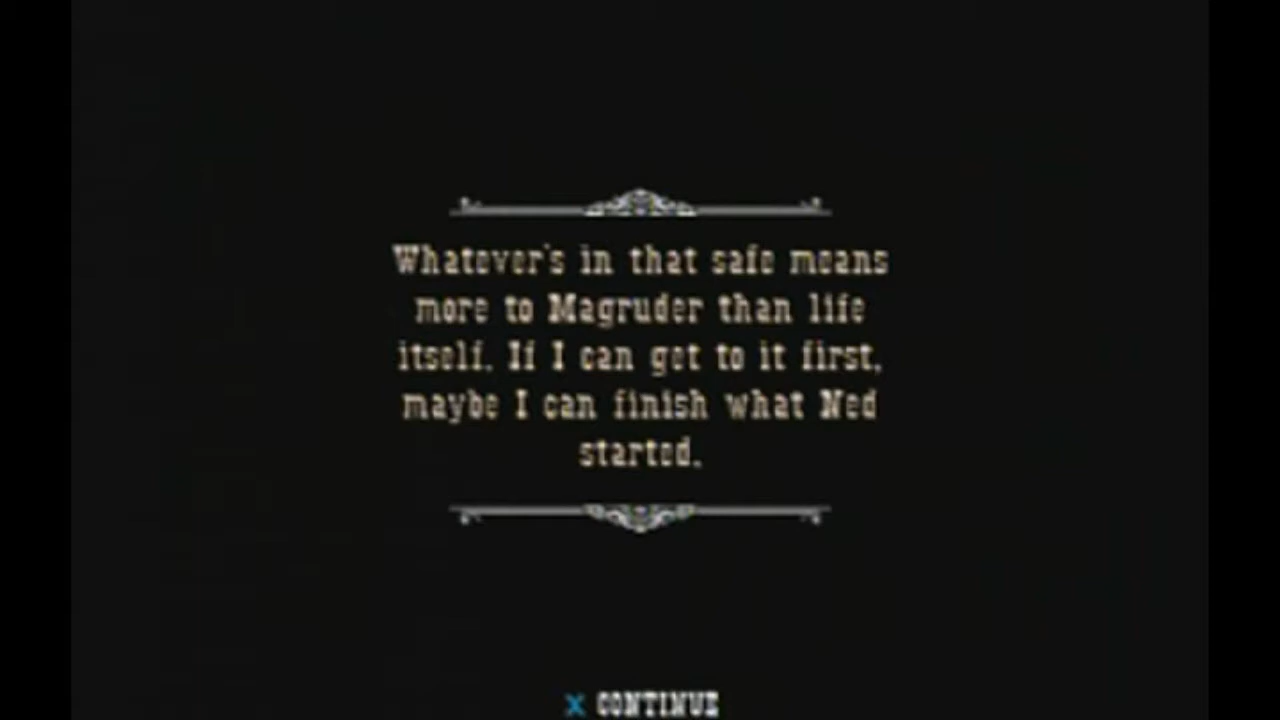 Whatever's in that safe means
more to Magruder than life
itself. If I can get to it first,
maybe I can finish what Ned
started.
X CONTINUE